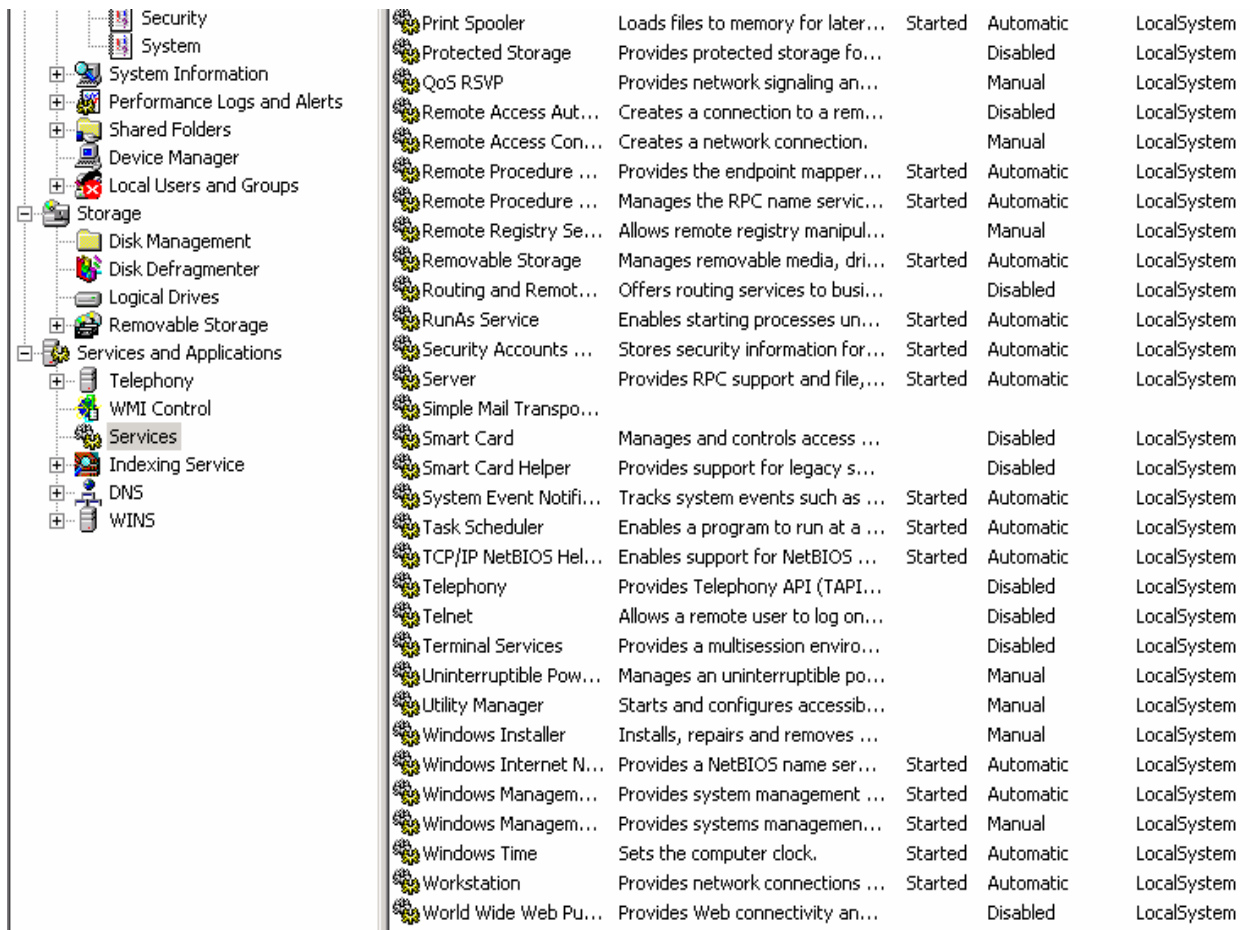 Security
System
System Information
Performance Logs and Alerts
Shared Folders
Device Manager
Local Users and Groups
Storage
Disk Management
Disk Defragmenter
Logical Drives
Removable Storage
Services and Applications
Telephony
WMI Control
Services
Indexing Service
DNS
WINS
Print Spooler Loads files to memory for later... Started Automatic LocalSystem
Protected Storage Provides protected storage fo... Disabled LocalSystem
QoS RSVP Provides network signaling an... Manual LocalSystem
Remote Access Aut... Creates a connection to a rem... Disabled LocalSystem
Remote Access Con... Creates a network connection. Manual LocalSystem
Remote Procedure ... Provides the endpoint mapper... Started Automatic LocalSystem
Remote Procedure ... Manages the RPC name servic... Started Automatic LocalSystem
Remote Registry Se... Allows remote registry manipul... Manual LocalSystem
Removable Storage Manages removable media, dri... Started Automatic LocalSystem
Routing and Remot... Offers routing services to busi... Disabled LocalSystem
RunAs Service Enables starting processes un... Started Automatic LocalSystem
Security Accounts ... Stores security information for... Started Automatic LocalSystem
Server Provides RPC support and file,... Started Automatic LocalSystem
Simple Mail Transpo...
Smart Card Manages and controls access ... Disabled LocalSystem
Smart Card Helper Provides support for legacy s... Disabled LocalSystem
System Event Notifi... Tracks system events such as ... Started Automatic LocalSystem
Task Scheduler Enables a program to run at a ... Started Automatic LocalSystem
TCP/IP NetBIOS Hel... Enables support for NetBIOS ... Started Automatic LocalSystem
Telephony Provides Telephony API (TAPI... Disabled LocalSystem
Telnet Allows a remote user to log on... Disabled LocalSystem
Terminal Services Provides a multisession enviro... Disabled LocalSystem
Uninterruptible Pow... Manages an uninterruptible po... Manual LocalSystem
Utility Manager Starts and configures accessib... Manual LocalSystem
Windows Installer Installs, repairs and removes ... Manual LocalSystem
Windows Internet N... Provides a NetBIOS name ser... Started Automatic LocalSystem
Windows Managem... Provides system management ... Started Automatic LocalSystem
Windows Managem... Provides systems managemen... Started Manual LocalSystem
Windows Time Sets the computer clock. Started Automatic LocalSystem
Workstation Provides network connections ... Started Automatic LocalSystem
World Wide Web Pu... Provides Web connectivity an... Disabled LocalSystem